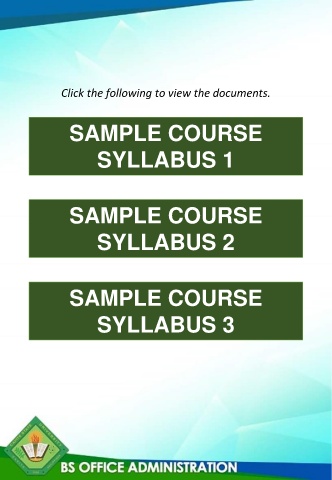 Click the following to view the documents.
SAMPLE COURSE
SYLLABUS 1
SAMPLE COURSE
SYLLABUS 2
SAMPLE COURSE
SYLLABUS 3
BS OFFICE ADMINISTRATION